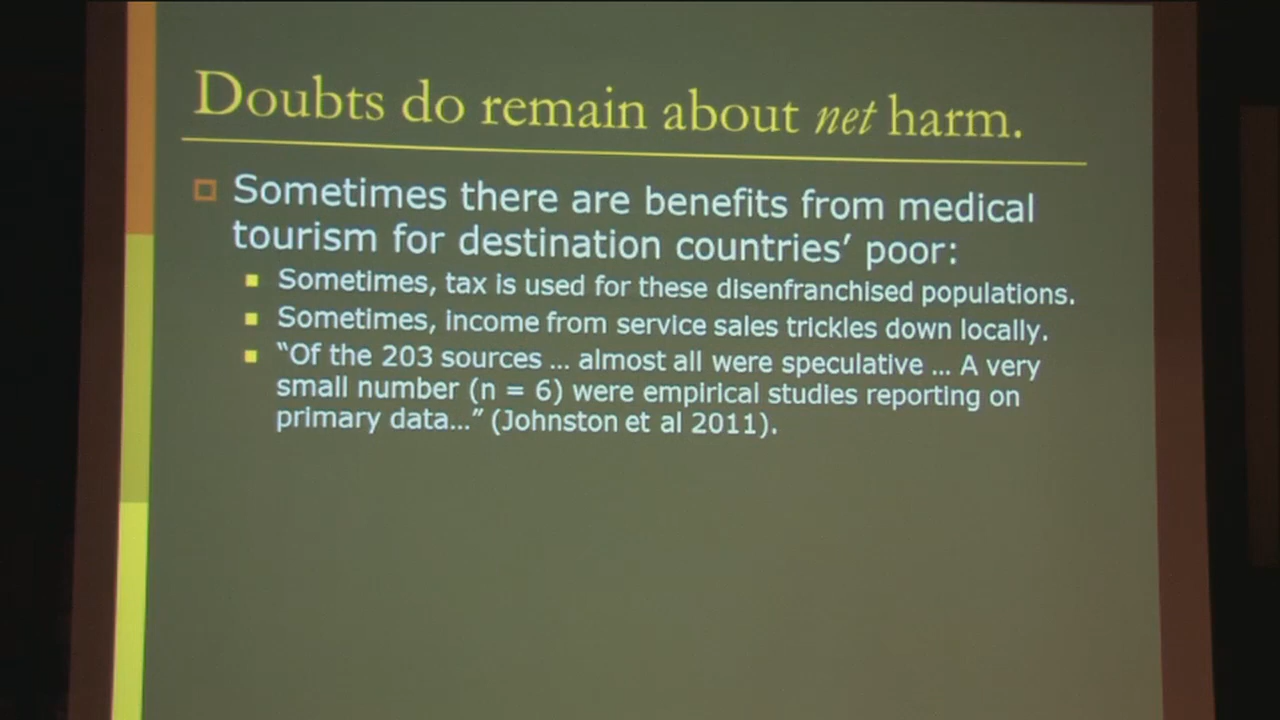 Doubts do remain about net harm.
Sometimes there are benefits from medical
tourism for destination countries’ poor:
Sometimes, tax is used for these disenfranchised populations.
Sometimes, income from service sales trickles down locally.
“Of the 203 sources … almost all were speculative … A very
small number (n = 6) were empirical studies reporting on
primary data…” (Johnston et al 2011).